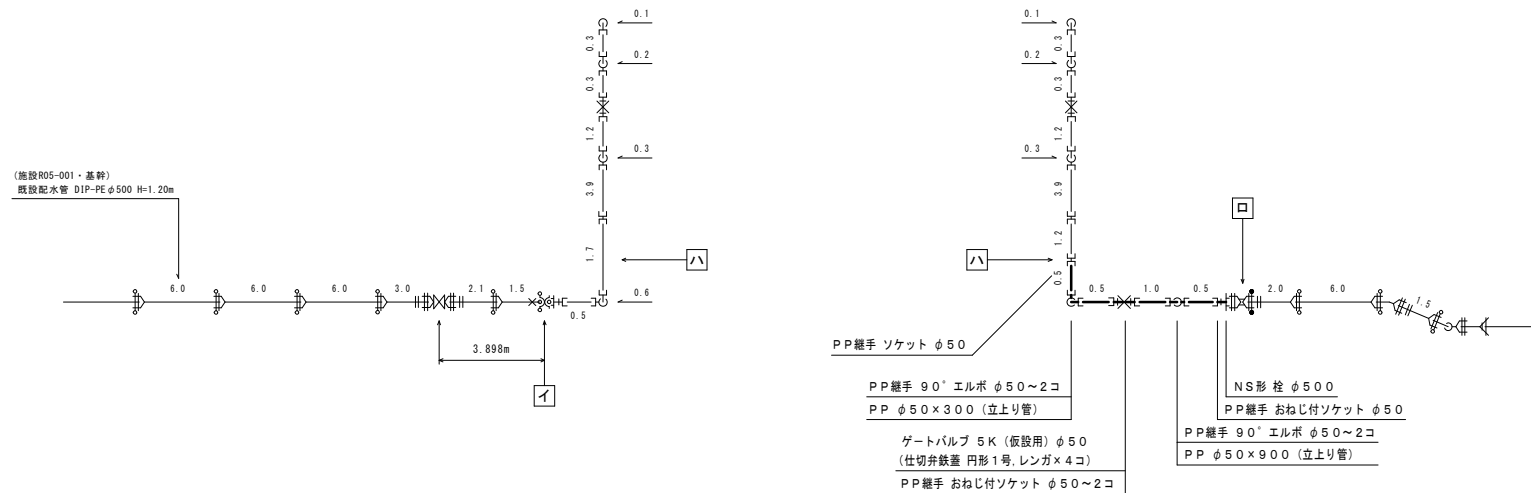 0.1
0.3
0.2
0.3
1.2
0.3
3.9
1.7
ハ
0.6
0.5
(施設R05-001・基幹)
既設配水管 DIP-PEφ500 H=1.20m
6.0
6.0
6.0
3.0
2.1
1.5
3.898m
イ
0.1
0.3
0.2
0.3
1.2
0.3
3.9
ロ
1.2
ハ
0.5
0.5
1.0
0.5
2.0
6.0
1.5
PP継手 ソケット φ50
PP継手 90°エルボ φ50～2コ
PP φ50×300（立上り管）
ゲートバルブ 5K（仮設用）φ50
(仕切弁鉄蓋 円形1号,レンガ×4コ)
PP継手 おねじ付ソケット φ50～2コ
NS形 栓 φ500
PP継手 おねじ付ソケット φ50
PP継手 90°エルボ φ50～2コ
PP φ50×900（立上り管）